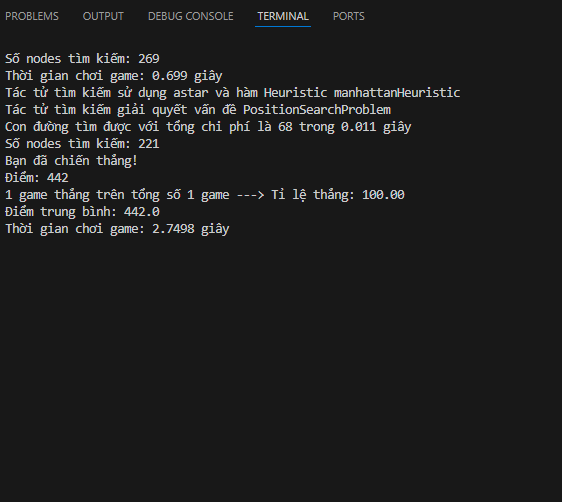 PROBLEMS OUTPUT DEBUG CONSOLE TERMINAL PORTS
Số nodes tìm kiếm: 269
Thời gian chơi game: 0.699 giây
Tác tử tìm kiếm sử dụng astar và hàm Heuristic manhattanHeuristic
Tác tử tìm kiếm giải quyết vấn đề PositionSearchProblem
Con đường tìm được với tổng chi phí là 68 trong 0.011 giây
Số nodes tìm kiếm: 221
Bạn đã chiến thắng!
Điểm: 442
1 game thắng trên tổng số 1 game ---> Tỉ lệ thắng: 100.00
Điểm trung bình: 442.0
Thời gian chơi game: 2.7498 giây